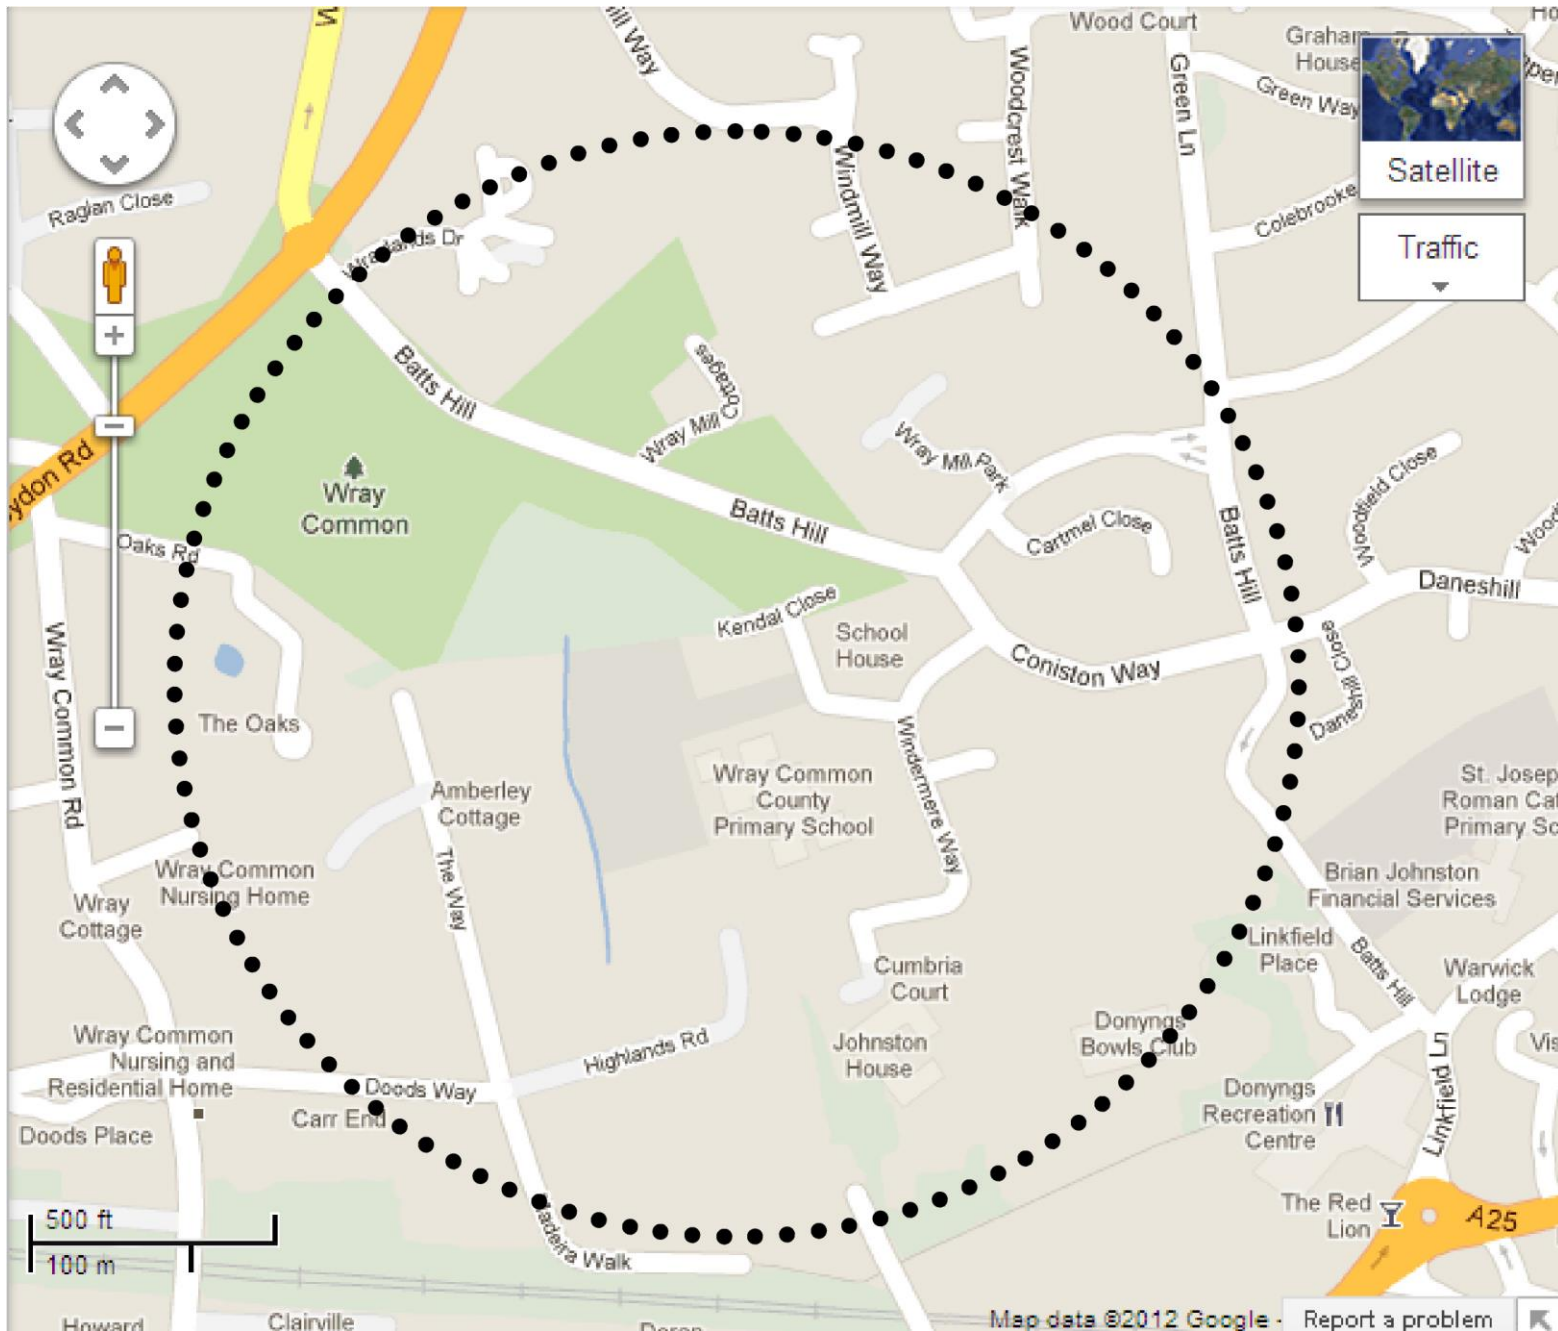 Wood Court
Graham
House
Green Way
Green Ln
Woodcrest Walk
Satellite
Colebrooke
Traffic
Raglan Close
Wraylands Dr
Windmill Way
Batts Hill
Wray Mill Cottages
Wray Mill Park
Woodfield Close
Wray
Common
Batts Hill
Cartmel Close
Batts Hill
Oaks Rd
Daneshill
Kendal Close
School
House
Coniston Way
Daneshill Close
Wray Common Rd
The Oaks
Windermere Way
Amberley
Cottage
Wray Common
County
Primary School
St. Josep
Roman Cat
Primary Sc
The Way
Wray Common
Nursing Home
Brian Johnston
Financial Services
Wray
Cottage
Linkfield
Place
Batts Hill
Warwick
Lodge
Cumbria
Court
Wray Common
Nursing and
Residential Home
Highlands Rd
Johnston
House
Donyngs
Bowls Club
Linkfield Ln
Doods Way
Donyngs
Recreation
Centre
Carr End
Doods Place
The Red
Lion
A25
500 ft
100 m
Madeira Walk
Howard
Clairville
Map data ©2012 Google -
Report a problem